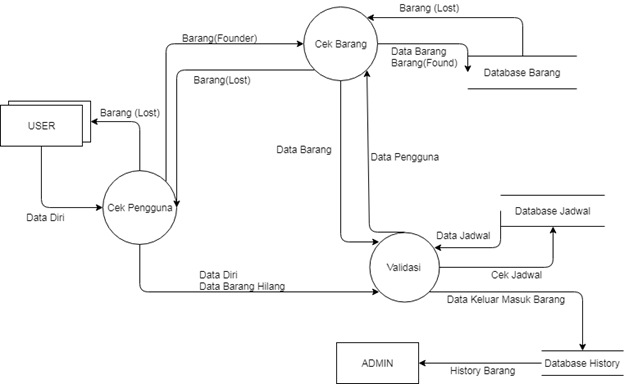 Barang (Lost)
Barang(Founder)
Cek Barang
Data Barang
Barang(Found)
Database Barang
Barang(Lost)
Barang (Lost)
USER
Data Barang
Data Pengguna
Cek Pengguna
Data Diri
Database Jadwal
Data Jadwal
Validasi
Cek Jadwal
Data Diri
Data Barang Hilang
Data Keluar Masuk Barang
ADMIN
History Barang
Database History